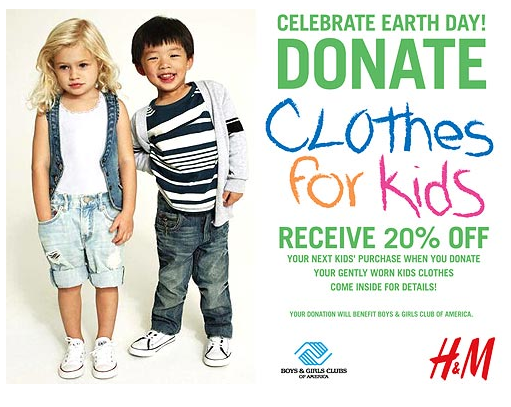 CELEBRATE EARTH DAY!
DONATE
CLOthes
for kids
RECEIVE 20% OFF
YOUR NEXT KIDS' PURCHASE WHEN YOU DONATE
YOUR GENTLY WORN KIDS CLOTHES
COME INSIDE FOR DETAILS!
YOUR DONATION WILL BENEFIT BOYS & GIRLS CLUB OF AMERICA.
BOYS & GIRLS CLUBS
OF AMERICA
H&M